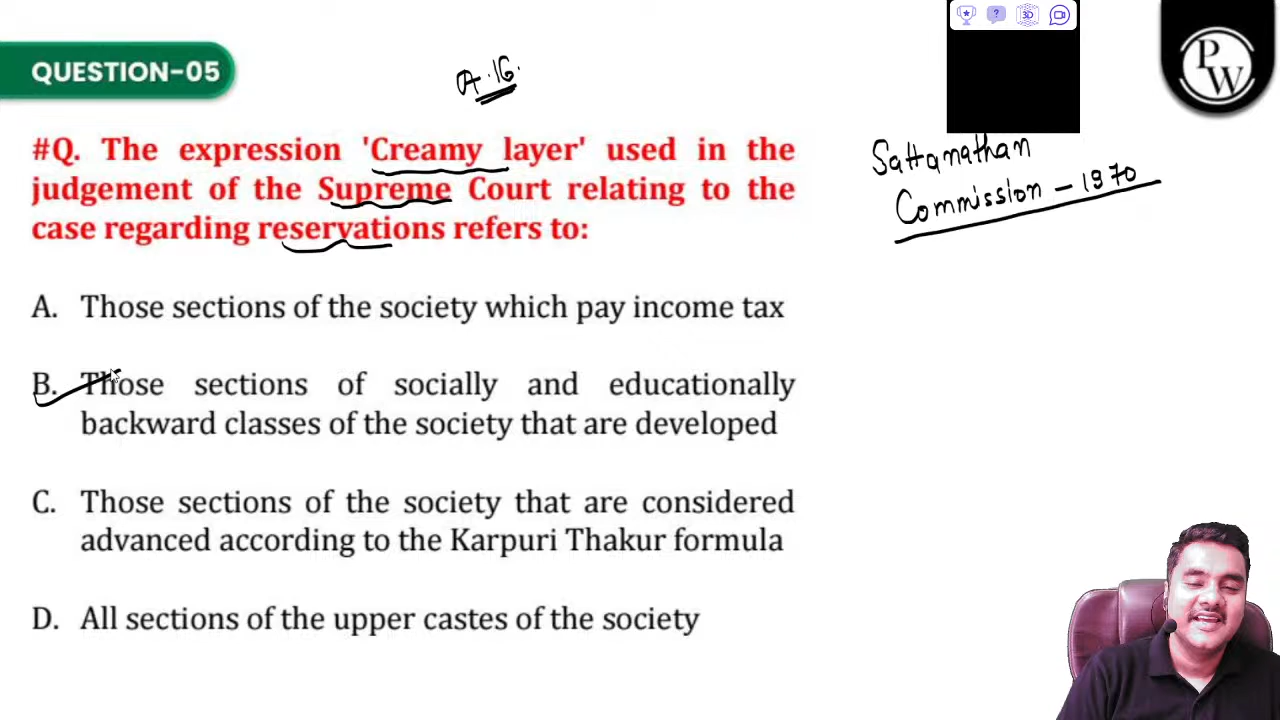 QUESTION-05
A.16.
PW
#Q. The expression 'Creamy layer' used in the
judgement of the Supreme Court relating to the
case regarding reservations refers to:
Sattanathan
Commission - 1970
A. Those sections of the society which pay income tax
B. Those sections of socially and educationally
backward classes of the society that are developed
C. Those sections of the society that are considered
advanced according to the Karpuri Thakur formula
D. All sections of the upper castes of the society
?
3D